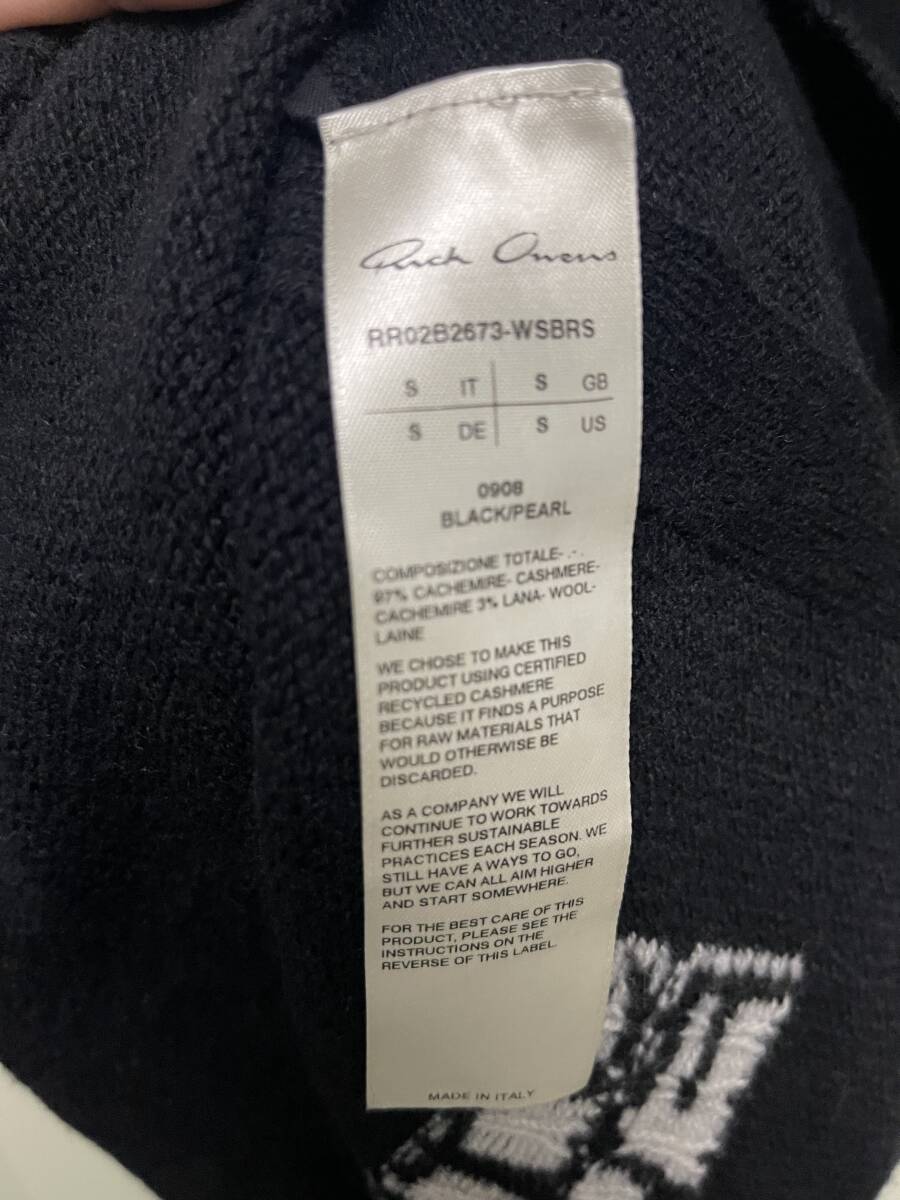 Rick Owens
RR02B2673-WSBRS
S IT S GB
S DE S US
0908
BLACK/PEARL
COMPOSIZIONE TOTALE- . - .
97% CACHEMIRE- CASHMERE-
CACHEMIRE 3% LANA- WOOL-
LAINE
WE CHOSE TO MAKE THIS
PRODUCT USING CERTIFIED
RECYCLED CASHMERE
BECAUSE IT FINDS A PURPOSE
FOR RAW MATERIALS THAT
WOULD OTHERWISE BE
DISCARDED.
AS A COMPANY WE WILL
CONTINUE TO WORK TOWARDS
FURTHER SUSTAINABLE
PRACTICES EACH SEASON. WE
STILL HAVE A WAYS TO GO,
BUT WE CAN ALL AIM HIGHER
AND START SOMEWHERE.
FOR THE BEST CARE OF THIS
PRODUCT, PLEASE SEE THE
INSTRUCTIONS ON THE
REVERSE OF THIS LABEL.
MADE IN ITALY